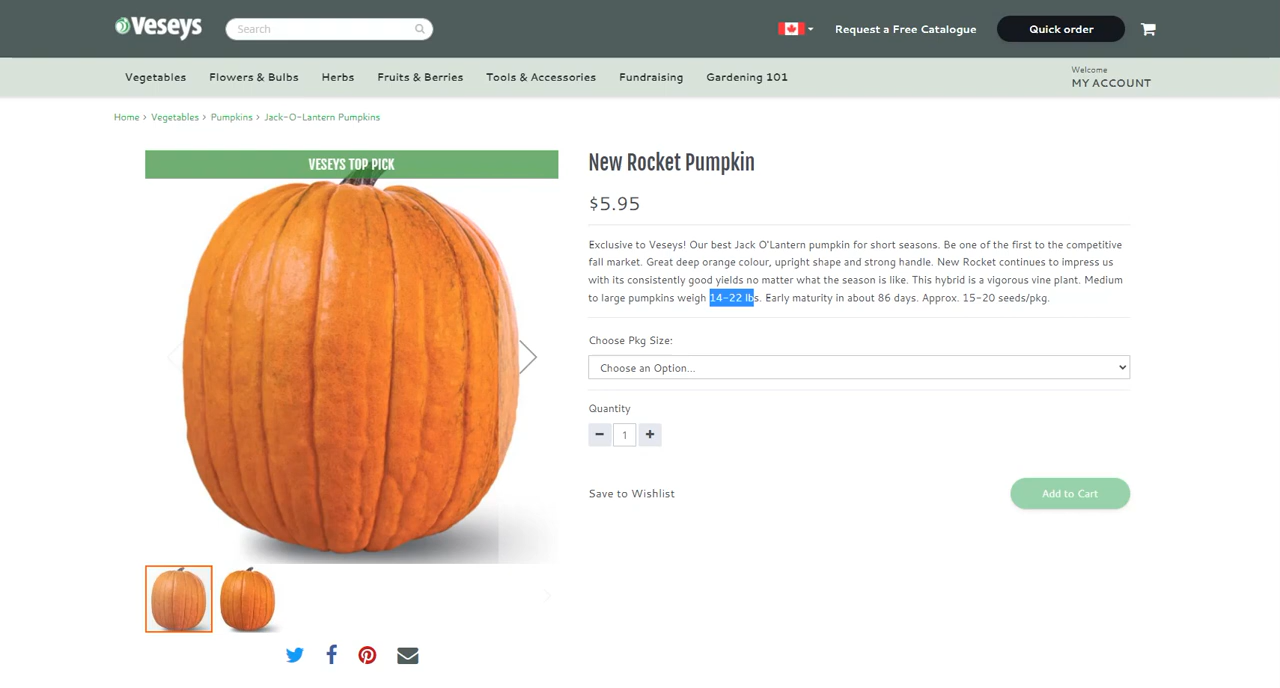 Veseys
Search
Request a Free Catalogue
Quick order
Vegetables
Flowers & Bulbs
Herbs
Fruits & Berries
Tools & Accessories
Fundraising
Gardening 101
Welcome
MY ACCOUNT
Home > Vegetables > Pumpkins > Jack-O-Lantern Pumpkins
VESEYS TOP PICK
New Rocket Pumpkin
$5.95
Exclusive to Veseys! Our best Jack O'Lantern pumpkin for short seasons. Be one of the first to the competitive
fall market. Great deep orange colour, upright shape and strong handle. New Rocket continues to impress us
with its consistently good yields no matter what the season is like. This hybrid is a vigorous vine plant. Medium
to large pumpkins weigh 14-22 lbs. Early maturity in about 86 days. Approx. 15-20 seeds/pkg.
Choose Pkg Size:
Choose an Option...
Quantity
1
Save to Wishlist
Add to Cart